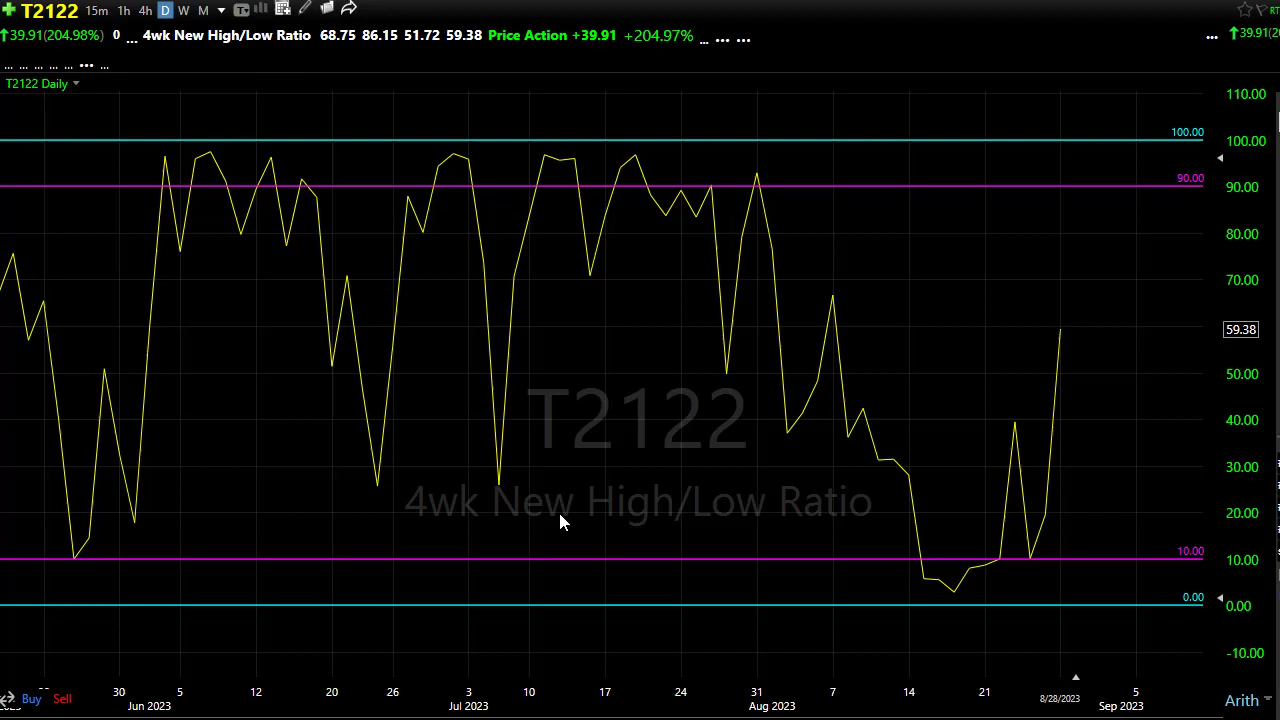 T2122 15m 1h 4h D W M T RT
39.91(204.98%) 0 ... 4wk New High/Low Ratio 68.75 86.15 51.72 59.38 Price Action +39.91 +204.97% ... ... ... ... 39.91(20
... ... ... ... ... ... ...
T2122 Daily
110.00
100.00 100.00
90.00 90.00
80.00
70.00
59.38
50.00
40.00
30.00
20.00
10.00 10.00
0.00 0.00
-10.00
T2122
4wk New High/Low Ratio
30 5 12 20 26 3 10 17 24 31 7 14 21 8/28/2023 5
Buy Sell Arith
Jun 2023 Jul 2023 Aug 2023 Sep 2023